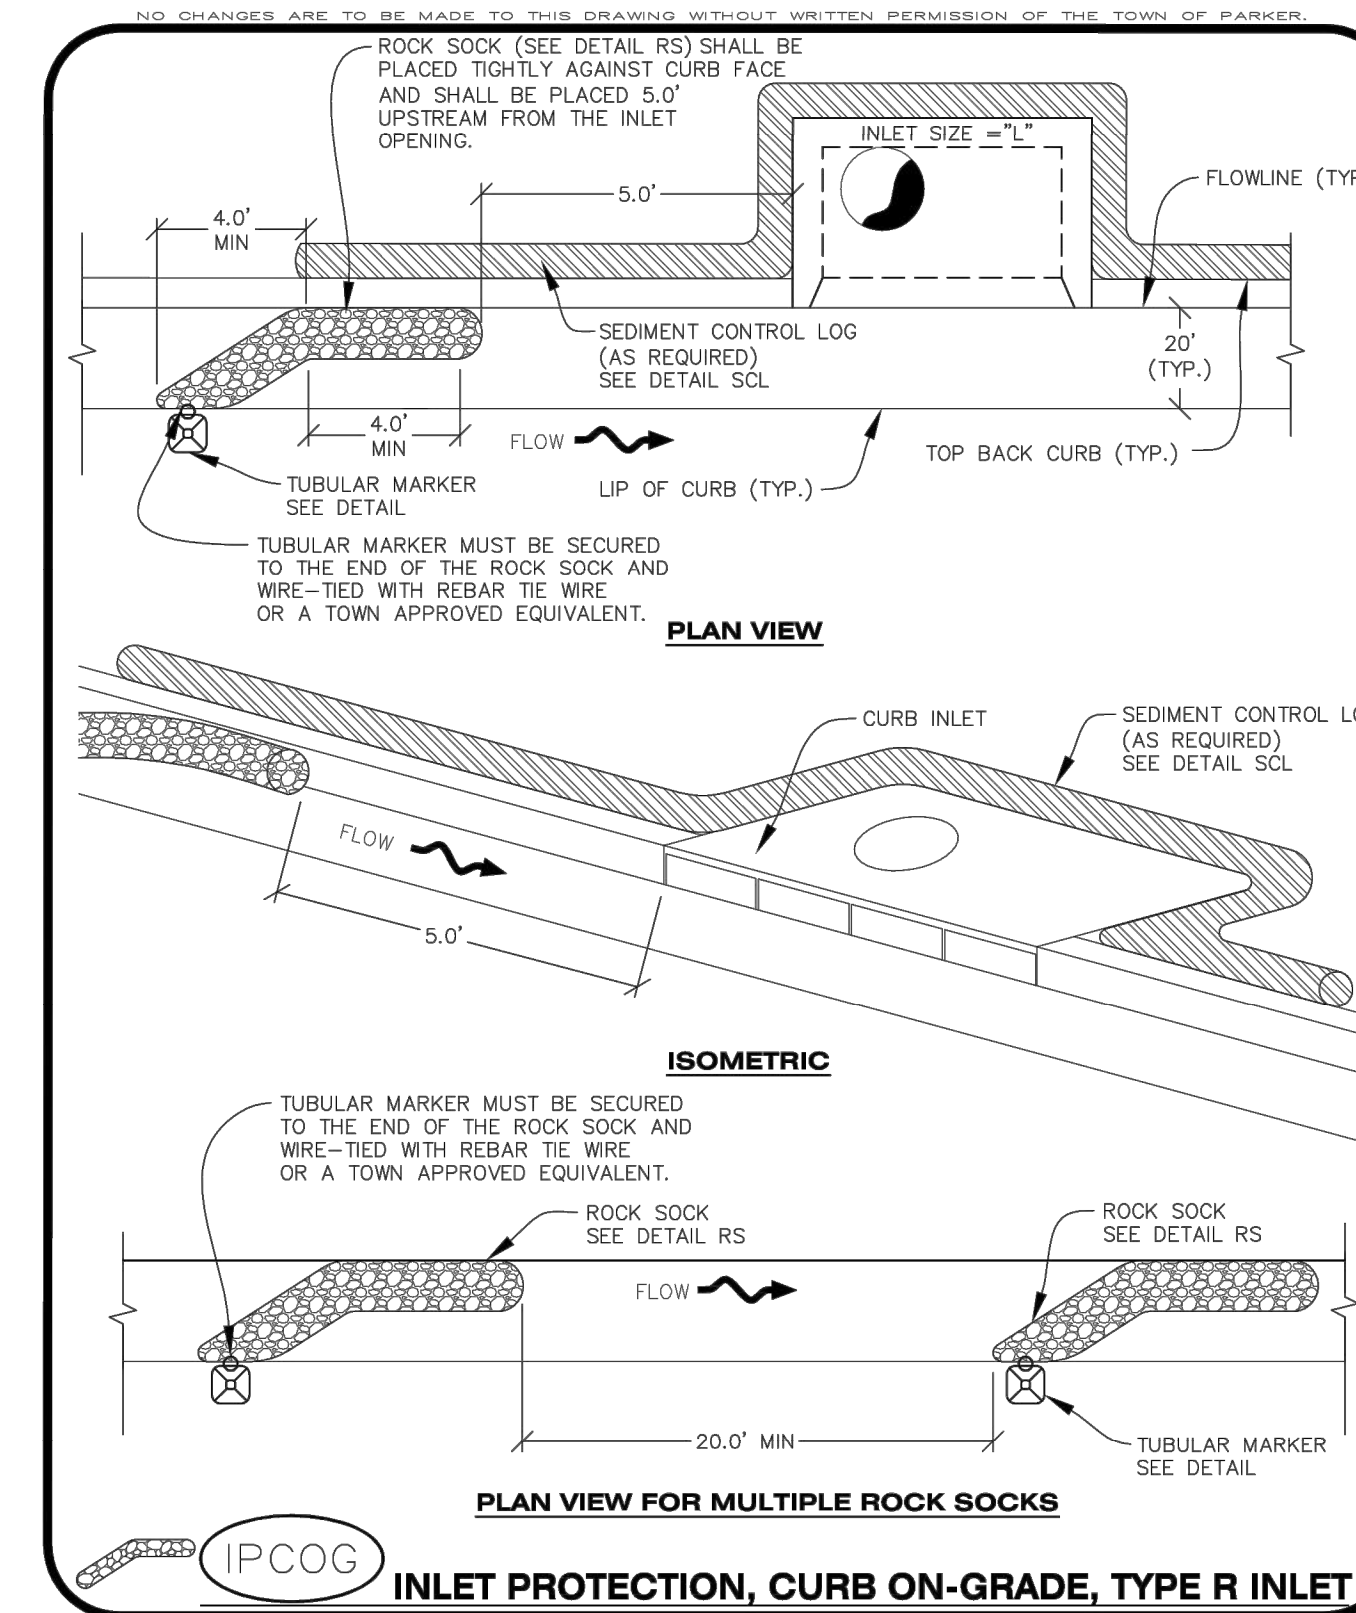 NO CHANGES ARE TO BE MADE TO THIS DRAWING WITHOUT WRITTEN PERMISSION OF THE TOWN OF PARKER.
ROCK SOCK (SEE DETAIL RS) SHALL BE
PLACED TIGHTLY AGAINST CURB FACE
AND SHALL BE PLACED 5.0'
UPSTREAM FROM THE INLET
OPENING.
INLET SIZE ="L"
FLOWLINE
5.0'
4.0'
MIN
SEDIMENT CONTROL LOG
(AS REQUIRED)
SEE DETAIL SCL
20'
(TYP.)
4.0'
MIN
FLOW
TOP BACK CURB (TYP.)
TUBULAR MARKER
SEE DETAIL
LIP OF CURB (TYP.)
TUBULAR MARKER MUST BE SECURED
TO THE END OF THE ROCK SOCK AND
WIRE-TIED WITH REBAR TIE WIRE
OR A TOWN APPROVED EQUIVALENT.
PLAN VIEW
CURB INLET
SEDIMENT CONTROL
(AS REQUIRED)
SEE DETAIL SCL
FLOW
5.0'
ISOMETRIC
TUBULAR MARKER MUST BE SECURED
TO THE END OF THE ROCK SOCK AND
WIRE-TIED WITH REBAR TIE WIRE
OR A TOWN APPROVED EQUIVALENT.
ROCK SOCK
SEE DETAIL RS
ROCK SOCK
SEE DETAIL RS
FLOW
20.0' MIN
TUBULAR MARKER
SEE DETAIL
PLAN VIEW FOR MULTIPLE ROCK SOCKS
IPCOG
INLET PROTECTION, CURB ON-GRADE, TYPE R INLET